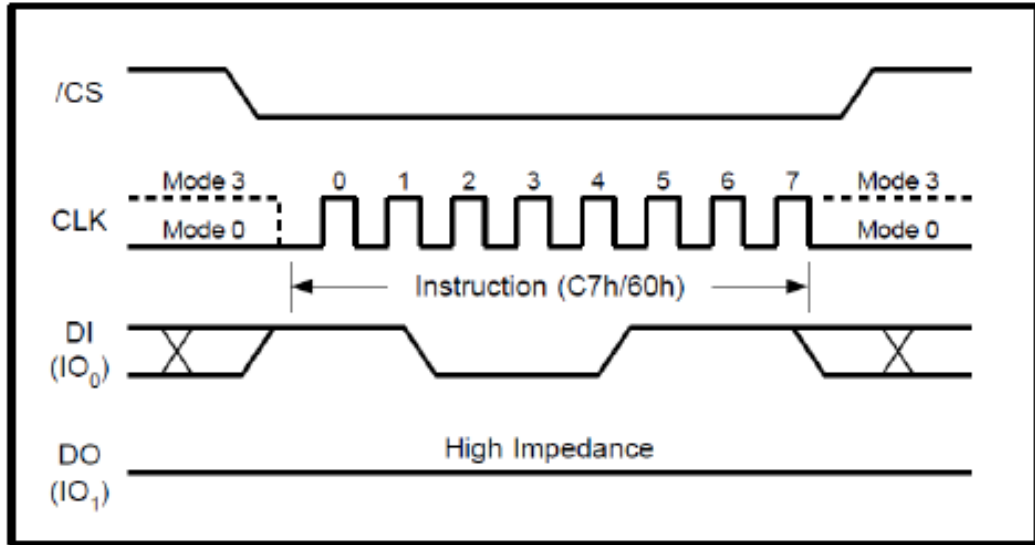 /CS
Mode 3 0 1 2 3 4 5 6 7 Mode 3
CLK
Mode 0 Mode 0
Instruction (C7h/60h)
DI
(IO0)
High Impedance
DO
(IO1)